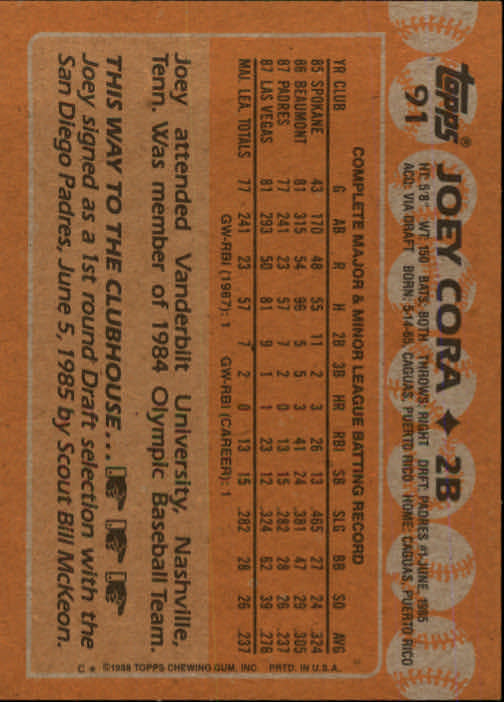 topps®
91
JOEY CORA ◆ 2B
HT: 5'8" WT: 150 BATS: BOTH THROWS: RIGHT DRFT: PADRES #1-JUNE, 1985
ACQ: VIA DRAFT BORN: 5-14-65, CAGUAS, PUERTO RICO HOME: CAGUAS, PUERTO RICO
COMPLETE MAJOR & MINOR LEAGUE BATTING RECORD
YR CLUB G AB R H 2B 3B HR RBI SB SLG BB SO AVG
85 SPOKANE 43 170 48 55 11 2 3 26 13 .465 27 24 .324
86 BEAUMONT 81 315 54 96 5 5 3 41 24 .381 47 29 .305
87 PADRES 77 241 23 57 7 2 0 13 15 .282 28 26 .237
87 LAS VEGAS 81 293 50 81 9 1 1 23 12 .324 62 39 .276
MAJ. LEA. TOTALS 77 241 23 57 7 2 0 13 15 .282 28 26 .237
GW-RBI (1987): 1 GW-RBI (CAREER): 1
Joey attended Vanderbilt University, Nashville,
Tenn. Was member of 1984 Olympic Baseball Team.
THIS WAY TO THE CLUBHOUSE...
Joey signed as a 1st round Draft selection with the
San Diego Padres, June 5, 1985 by Scout Bill McKeon.
C * ©1988 TOPPS CHEWING GUM, INC. PRTD. IN U.S.A.